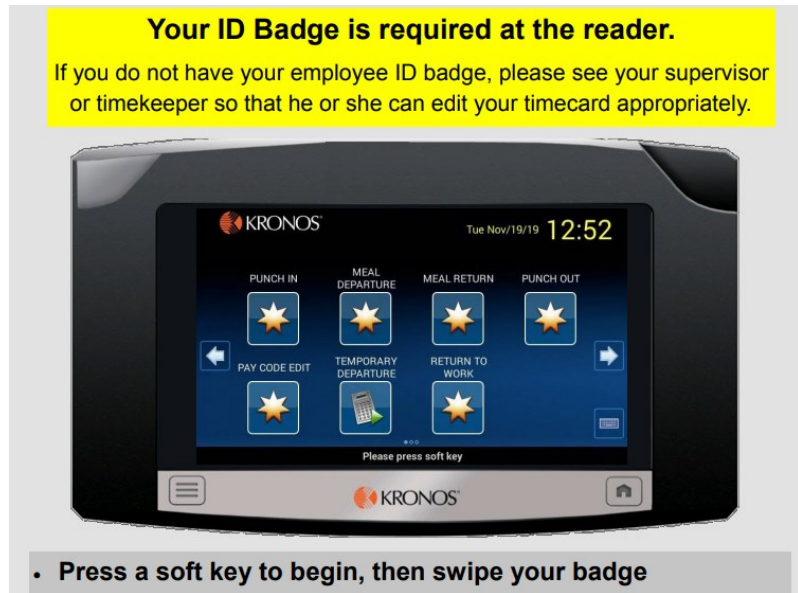 Your ID Badge is required at the reader.
If you do not have your employee ID badge, please see your supervisor
or timekeeper so that he or she can edit your timecard appropriately.
KRONOS®
Tue Nov/19/19 12:52
PUNCH IN
MEAL
DEPARTURE
MEAL RETURN
PUNCH OUT
PAY CODE EDIT
TEMPORARY
DEPARTURE
RETURN TO
WORK
Please press soft key
KRONOS®
• Press a soft key to begin, then swipe your badge